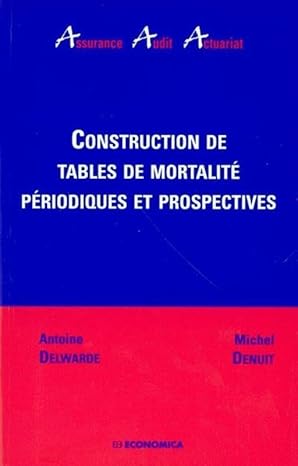 Assurance Audit Actuariat
CONSTRUCTION DE
TABLES DE MORTALITÉ
PÉRIODIQUES ET PROSPECTIVES
Antoine Michel
DELWARDE DENUIT
ECONOMICA